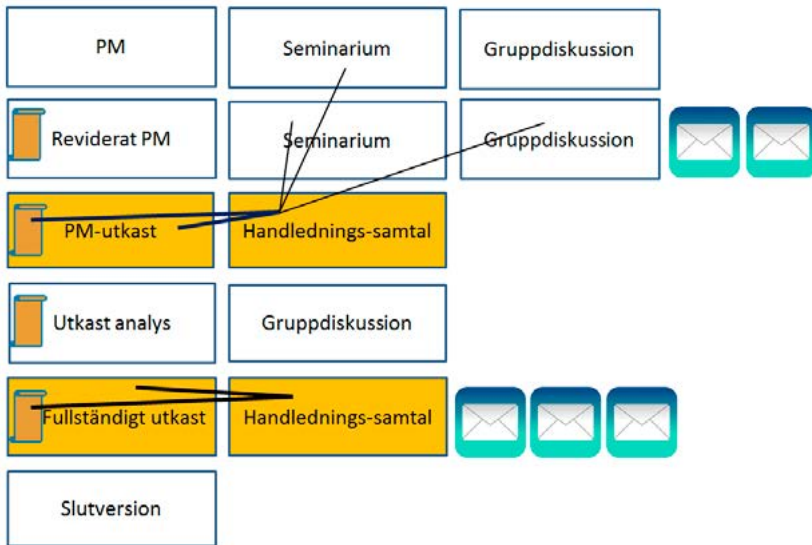 PM
Seminarium
Gruppdiskussion
Reviderat PM
Seminarium
Gruppdiskussion
PM-utkast
Handlednings-samtal
Utkast analys
Gruppdiskussion
Fullständigt utkast
Handlednings-samtal
Slutversion